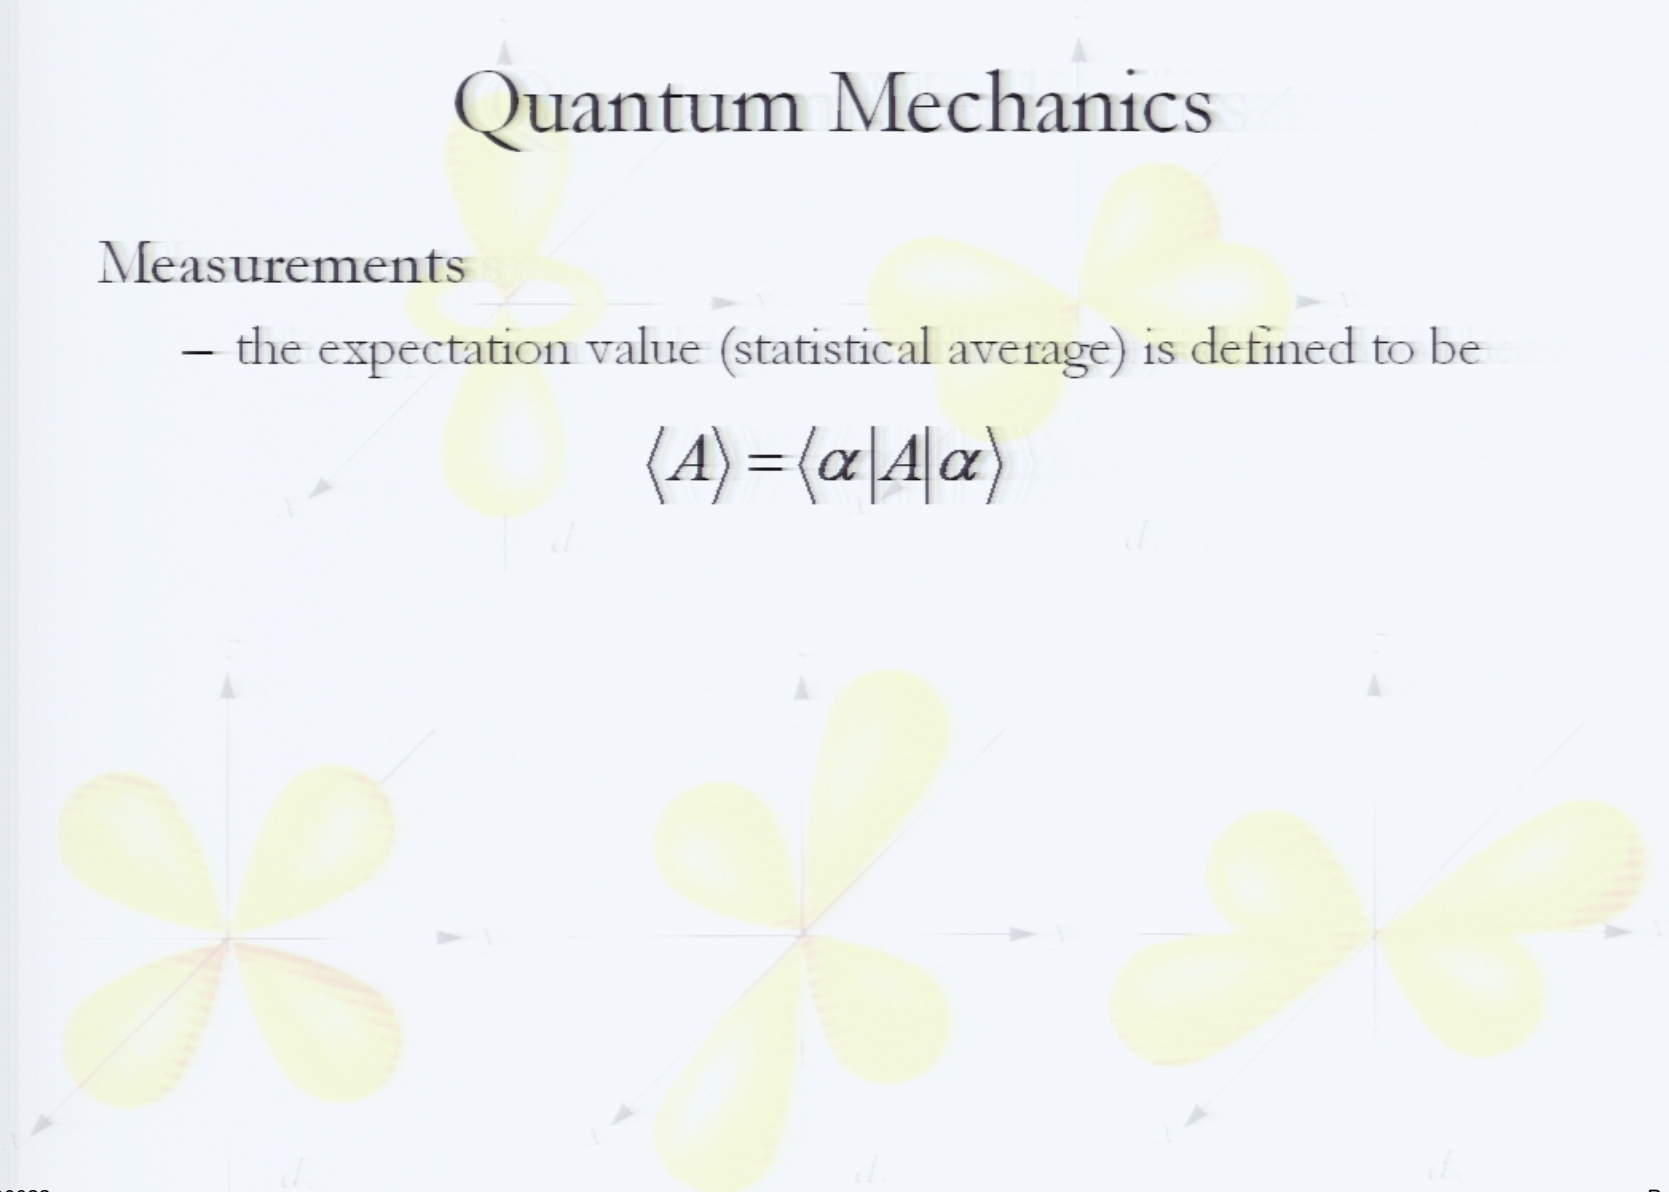 Quantum Mechanics
Measurements
– the expectation value (statistical average) is defined to be
⟨A⟩ = ⟨α|A|α⟩
d
d
d
d
d